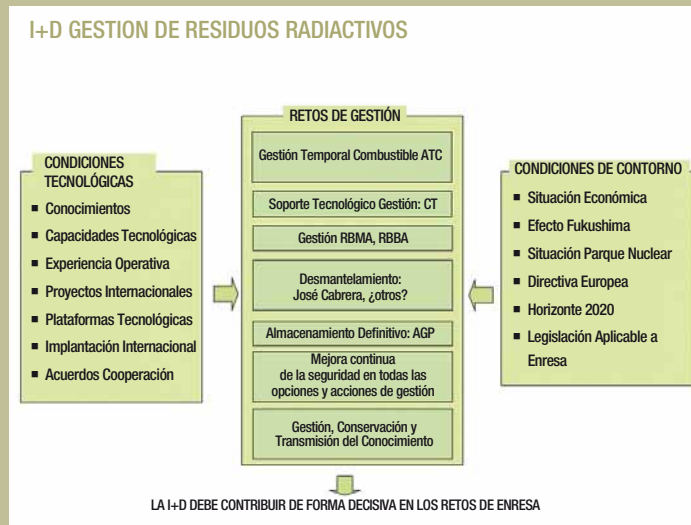 I+D GESTION DE RESIDUOS RADIACTIVOS
CONDICIONES
TECNOLÓGICAS
■ Conocimientos
■ Capacidades Tecnológicas
■ Experiencia Operativa
■ Proyectos Internacionales
■ Plataformas Tecnológicas
■ Implantación Internacional
■ Acuerdos Cooperación
RETOS DE GESTIÓN
Gestión Temporal Combustible ATC
Soporte Tecnológico Gestión: CT
Gestión RBMA, RBBA
Desmantelamiento:
José Cabrera, ¿otros?
Almacenamiento Definitivo: AGP
Mejora continua
de la seguridad en todas las
opciones y acciones de gestión
Gestión, Conservación y
Transmisión del Conocimiento
CONDICIONES DE CONTORNO
■ Situación Económica
■ Efecto Fukushima
■ Situación Parque Nuclear
■ Directiva Europea
■ Horizonte 2020
■ Legislación Aplicable a
Enresa
LA I+D DEBE CONTRIBUIR DE FORMA DECISIVA EN LOS RETOS DE ENRESA